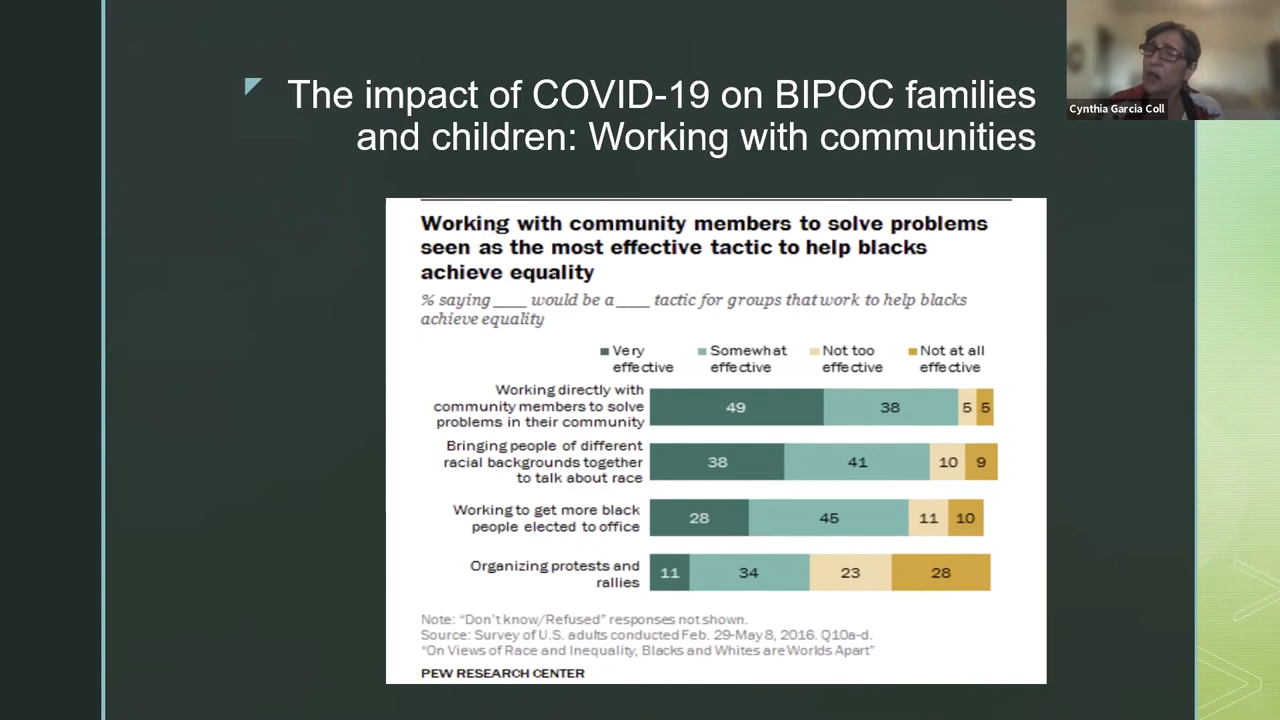 The impact of COVID-19 on BIPOC families
and children: Working with communities
Cynthia Garcia Coll
Working with community members to solve problems
seen as the most effective tactic to help blacks
achieve equality
% saying ____ would be a ____ tactic for groups that work to help blacks
achieve equality
Very
effective
Somewhat
effective
Not too
effective
Not at all
effective
Working directly with
community members to solve
problems in their community
49 38 5 5
Bringing people of different
racial backgrounds together
to talk about race
38 41 10 9
Working to get more black
people elected to office
28 45 11 10
Organizing protests and
rallies
11 34 23 28
Note: “Don’t know/Refused” responses not shown.
Source: Survey of U.S. adults conducted Feb. 29-May 8, 2016. Q10a-d.
“On Views of Race and Inequality, Blacks and Whites are Worlds Apart”
PEW RESEARCH CENTER